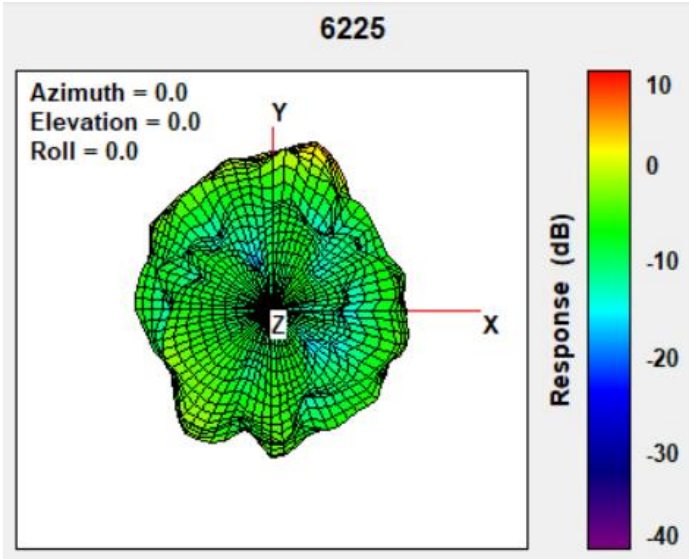 6225
Azimuth = 0.0
Elevation = 0.0
Roll = 0.0
Y
Z
X
Response (dB)
10
0
-10
-20
-30
-40